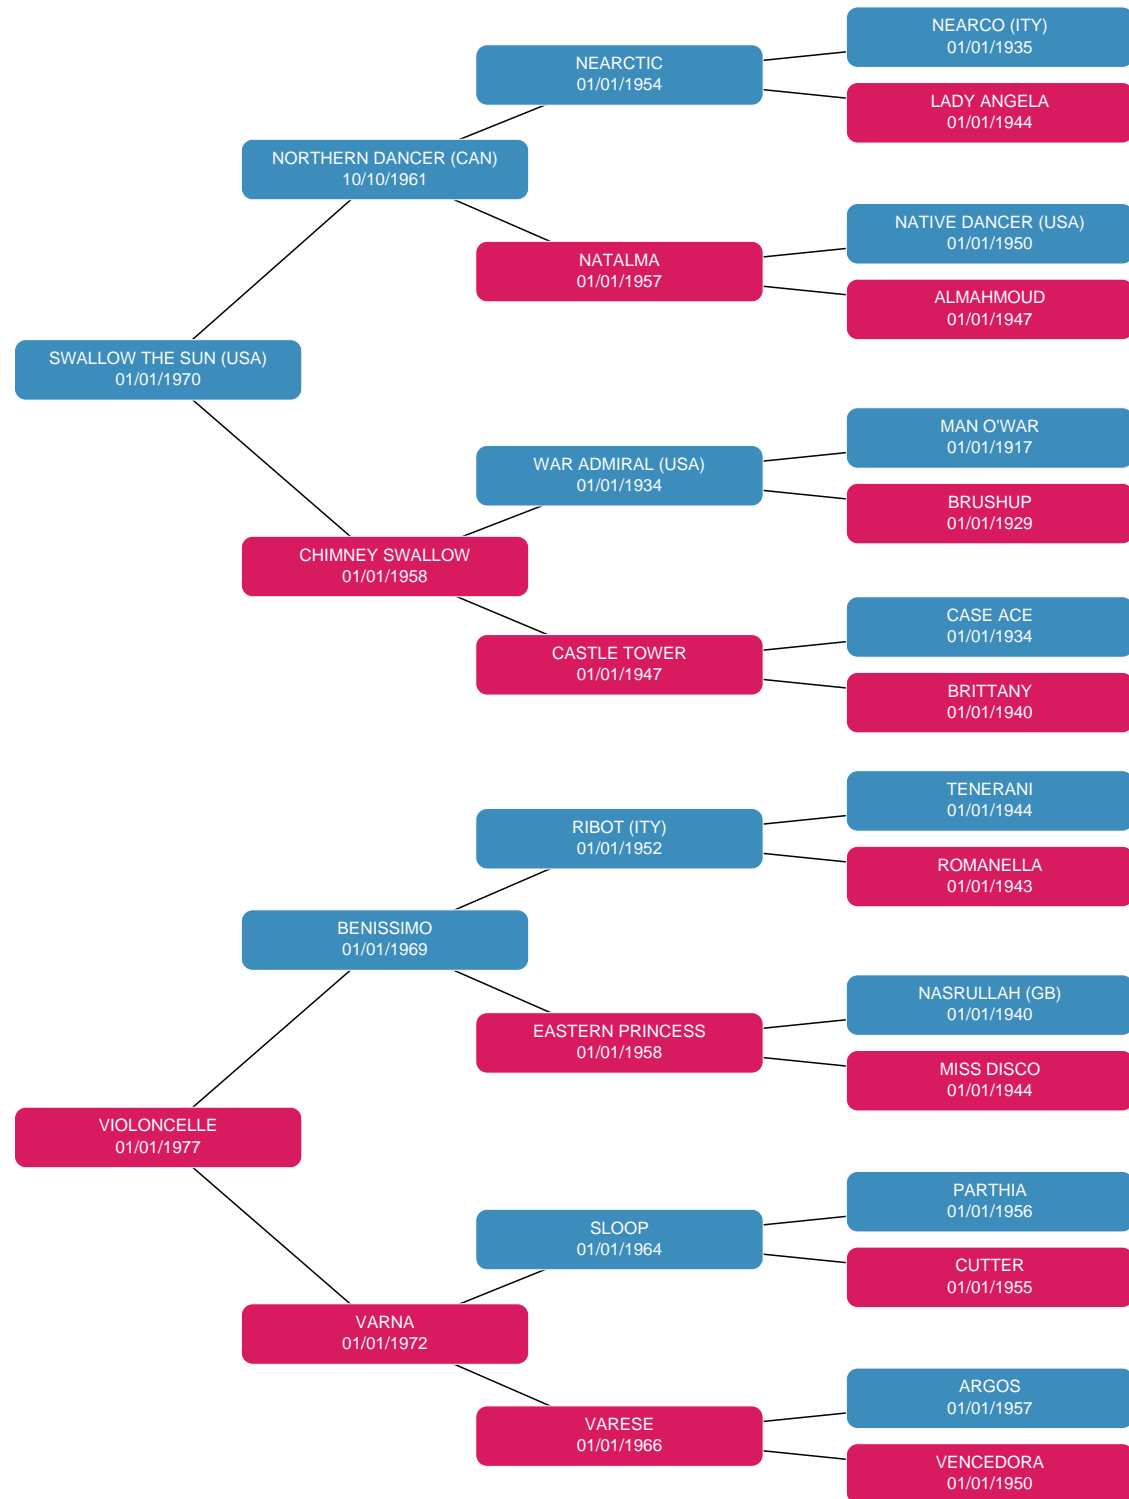 NEARCO (ITY)
01/01/1935
NEARCTIC
01/01/1954
LADY ANGELA
01/01/1944
NORTHERN DANCER (CAN)
10/10/1961
NATIVE DANCER (USA)
01/01/1950
NATALMA
01/01/1957
ALMAHMOUD
01/01/1947
SWALLOW THE SUN (USA)
01/01/1970
MAN O'WAR
01/01/1917
WAR ADMIRAL (USA)
01/01/1934
BRUSHUP
01/01/1929
CHIMNEY SWALLOW
01/01/1958
CASE ACE
01/01/1934
CASTLE TOWER
01/01/1947
BRITTANY
01/01/1940
TENERANI
01/01/1944
RIBOT (ITY)
01/01/1952
ROMANELLA
01/01/1943
BENISSIMO
01/01/1969
NASRULLAH (GB)
01/01/1940
EASTERN PRINCESS
01/01/1958
MISS DISCO
01/01/1944
VIOLONCELLE
01/01/1977
PARTHIA
01/01/1956
SLOOP
01/01/1964
CUTTER
01/01/1955
VARNA
01/01/1972
ARGOS
01/01/1957
VARESE
01/01/1966
VENCEDORA
01/01/1950